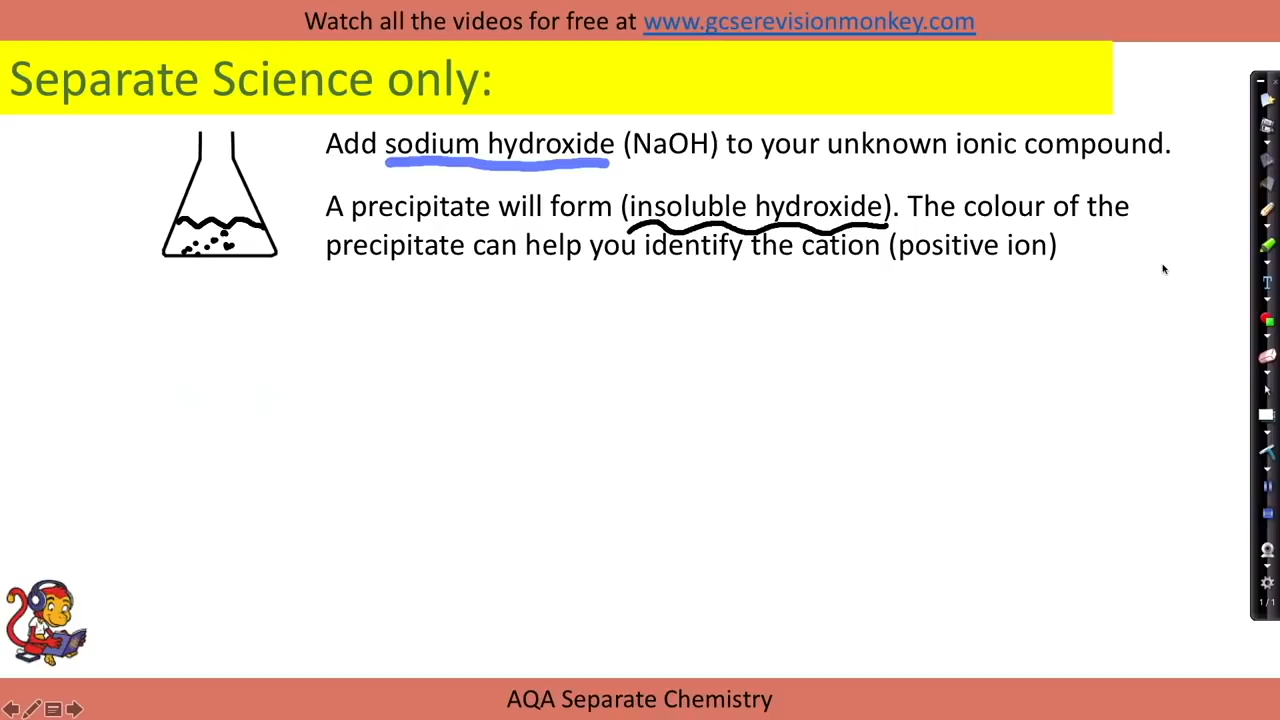 Watch all the videos for free at www.gcserevisionmonkey.com
Separate Science only:
Add sodium hydroxide (NaOH) to your unknown ionic compound.
A precipitate will form (insoluble hydroxide). The colour of the
precipitate can help you identify the cation (positive ion)
T
1/1
AQA Separate Chemistry